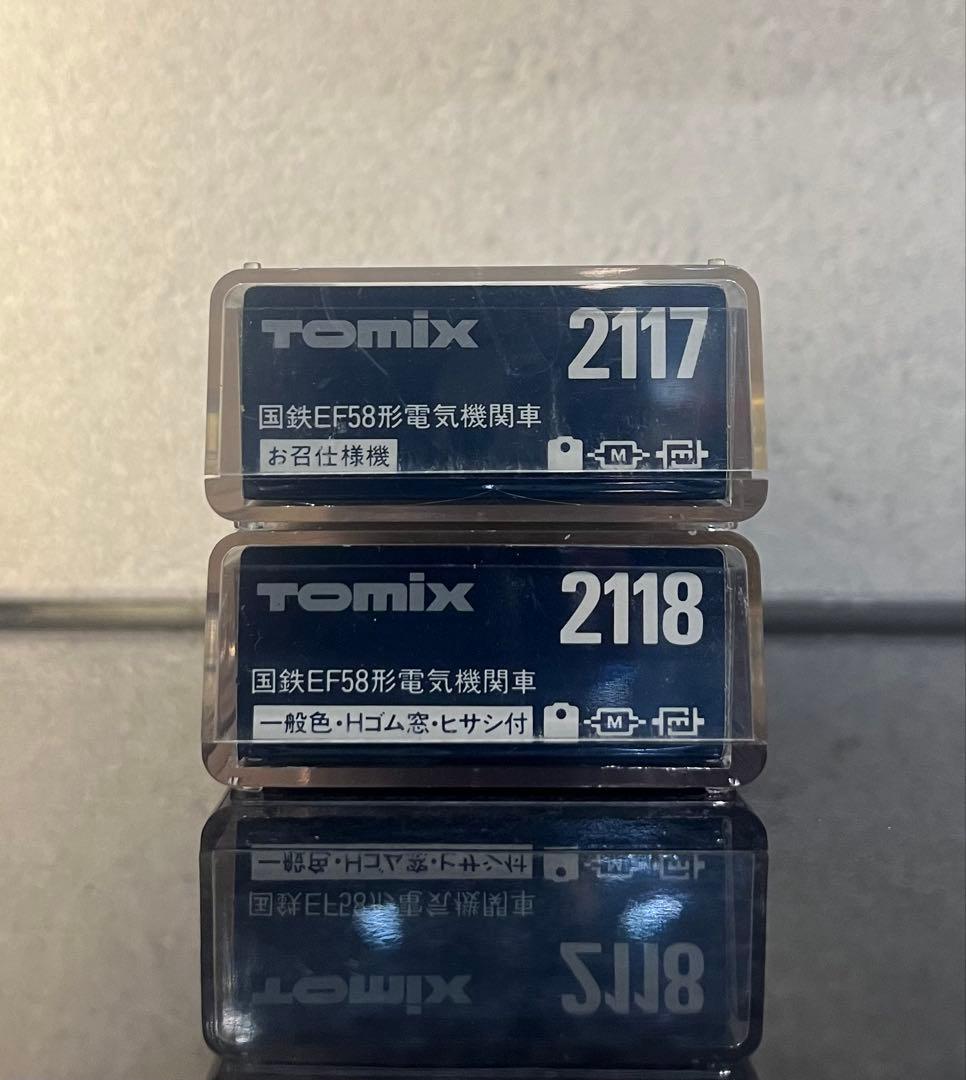 TOMIX 2117
国鉄EF58形電気機関車
お召仕様機
M
TOMIX 2118
国鉄EF58形電気機関車
一般色・Hゴム窓・ヒサシ付
M